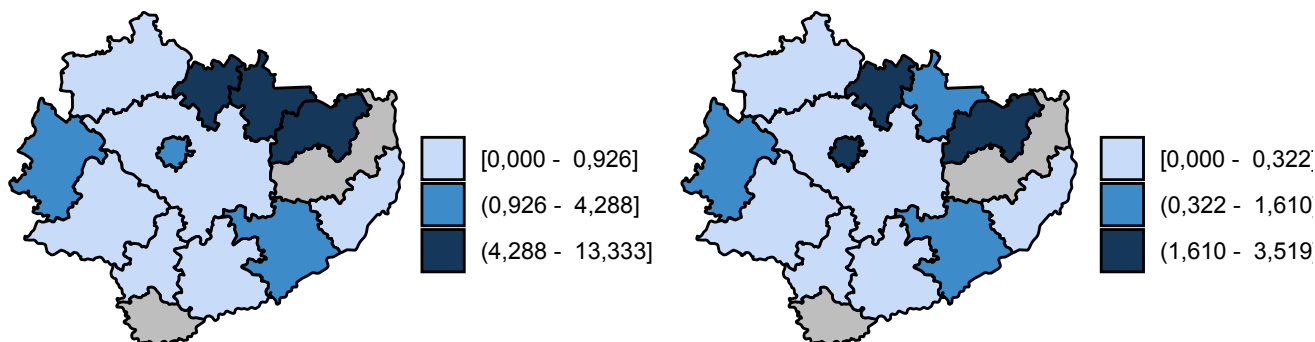 [0,000 - 0,926]
(0,926 - 4,288]
(4,288 - 13,333]
[0,000 - 0,322]
(0,322 - 1,610]
(1,610 - 3,519]